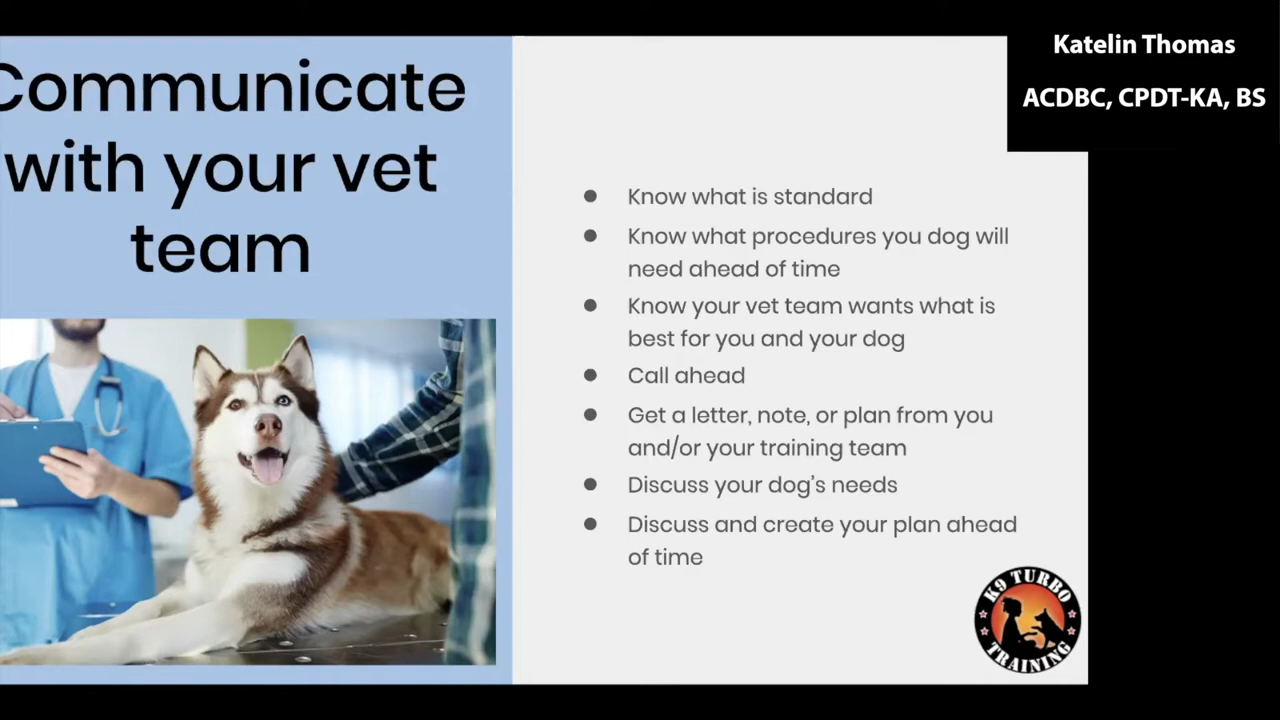 Communicate
with your vet
team
Katelin Thomas
ACDBC, CPDT-KA, BS
Know what is standard
Know what procedures you dog will
need ahead of time
Know your vet team wants what is
best for you and your dog
Call ahead
Get a letter, note, or plan from you
and/or your training team
Discuss your dog's needs
Discuss and create your plan ahead
of time
K9 TURBO
TRAINING